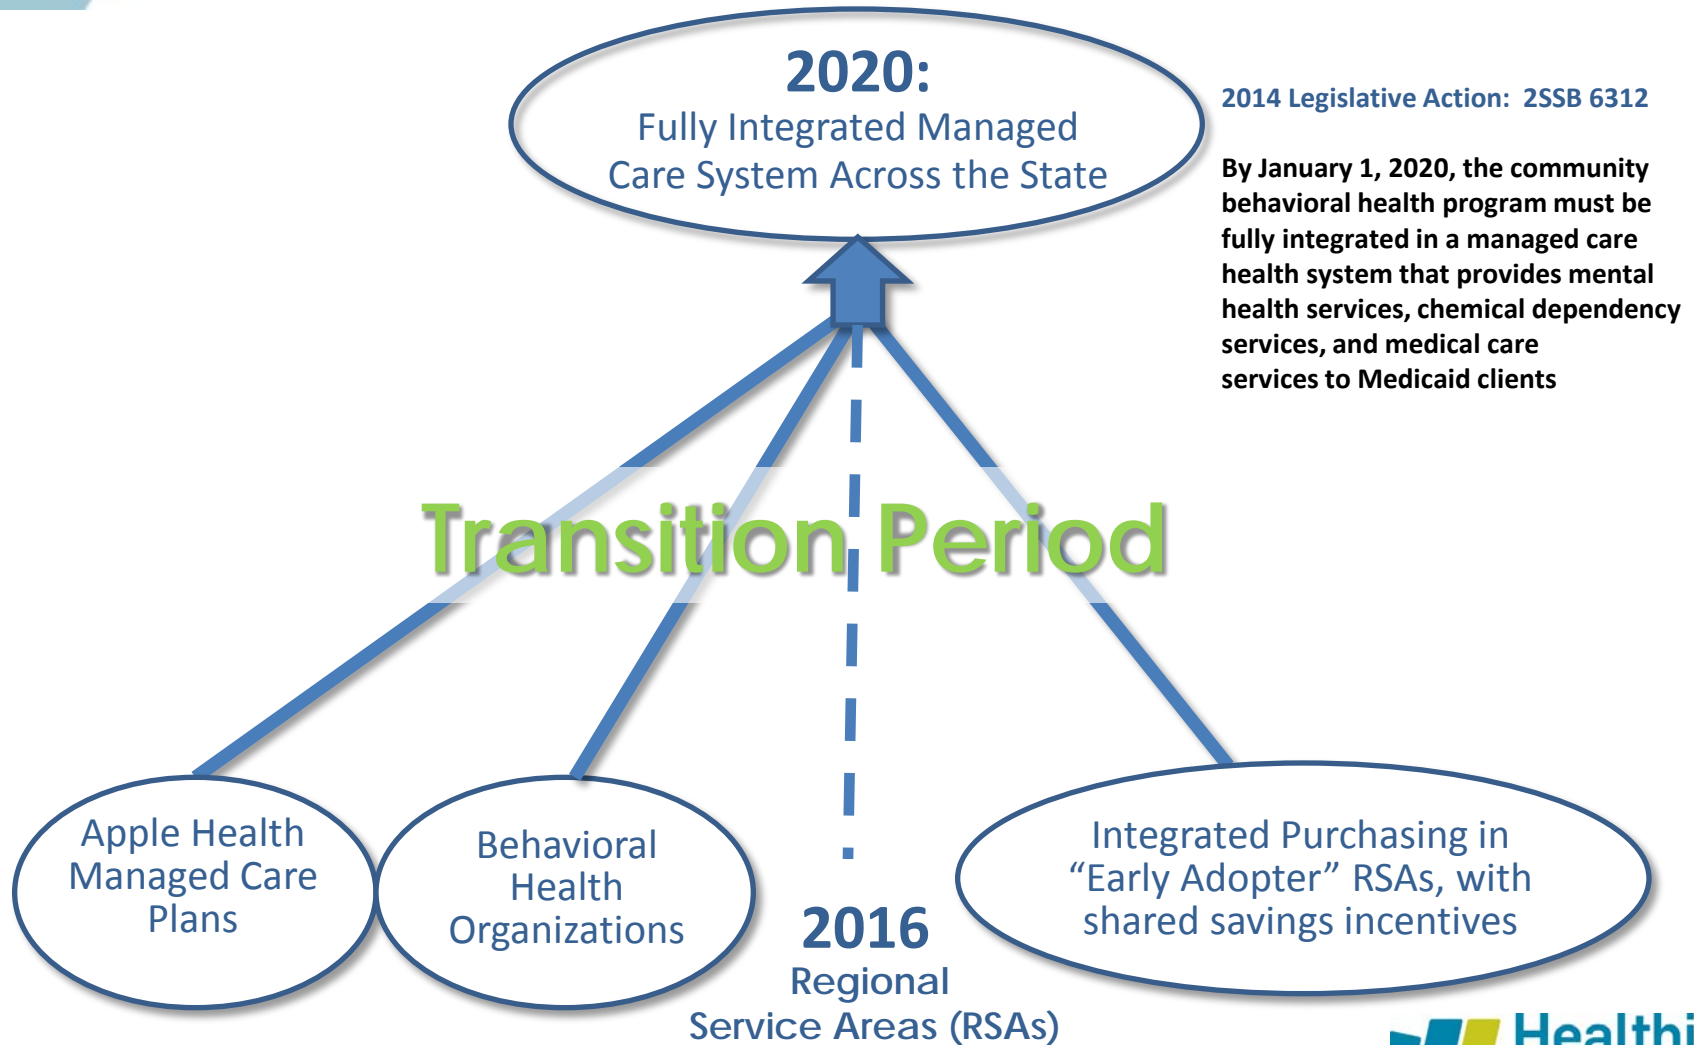 2020:
Fully Integrated Managed
Care System Across the State
2014 Legislative Action:  2SSB 6312
By January 1, 2020, the community
behavioral health program must be
fully integrated in a managed care
health system that provides mental
health services, chemical dependency
services, and medical care
services to Medicaid clients
Transition Period
Apple Health
Managed Care
Plans
Behavioral
Health
Organizations
2016
Regional
Service Areas (RSAs)
Integrated Purchasing in
“Early Adopter” RSAs, with
shared savings incentives